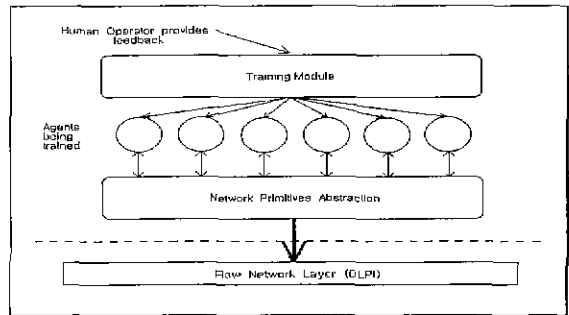 Human Operator provides
feedback
Training Module
Agents
being
trained
Network Primitives Abstraction
Raw Network Layer (DLPI)